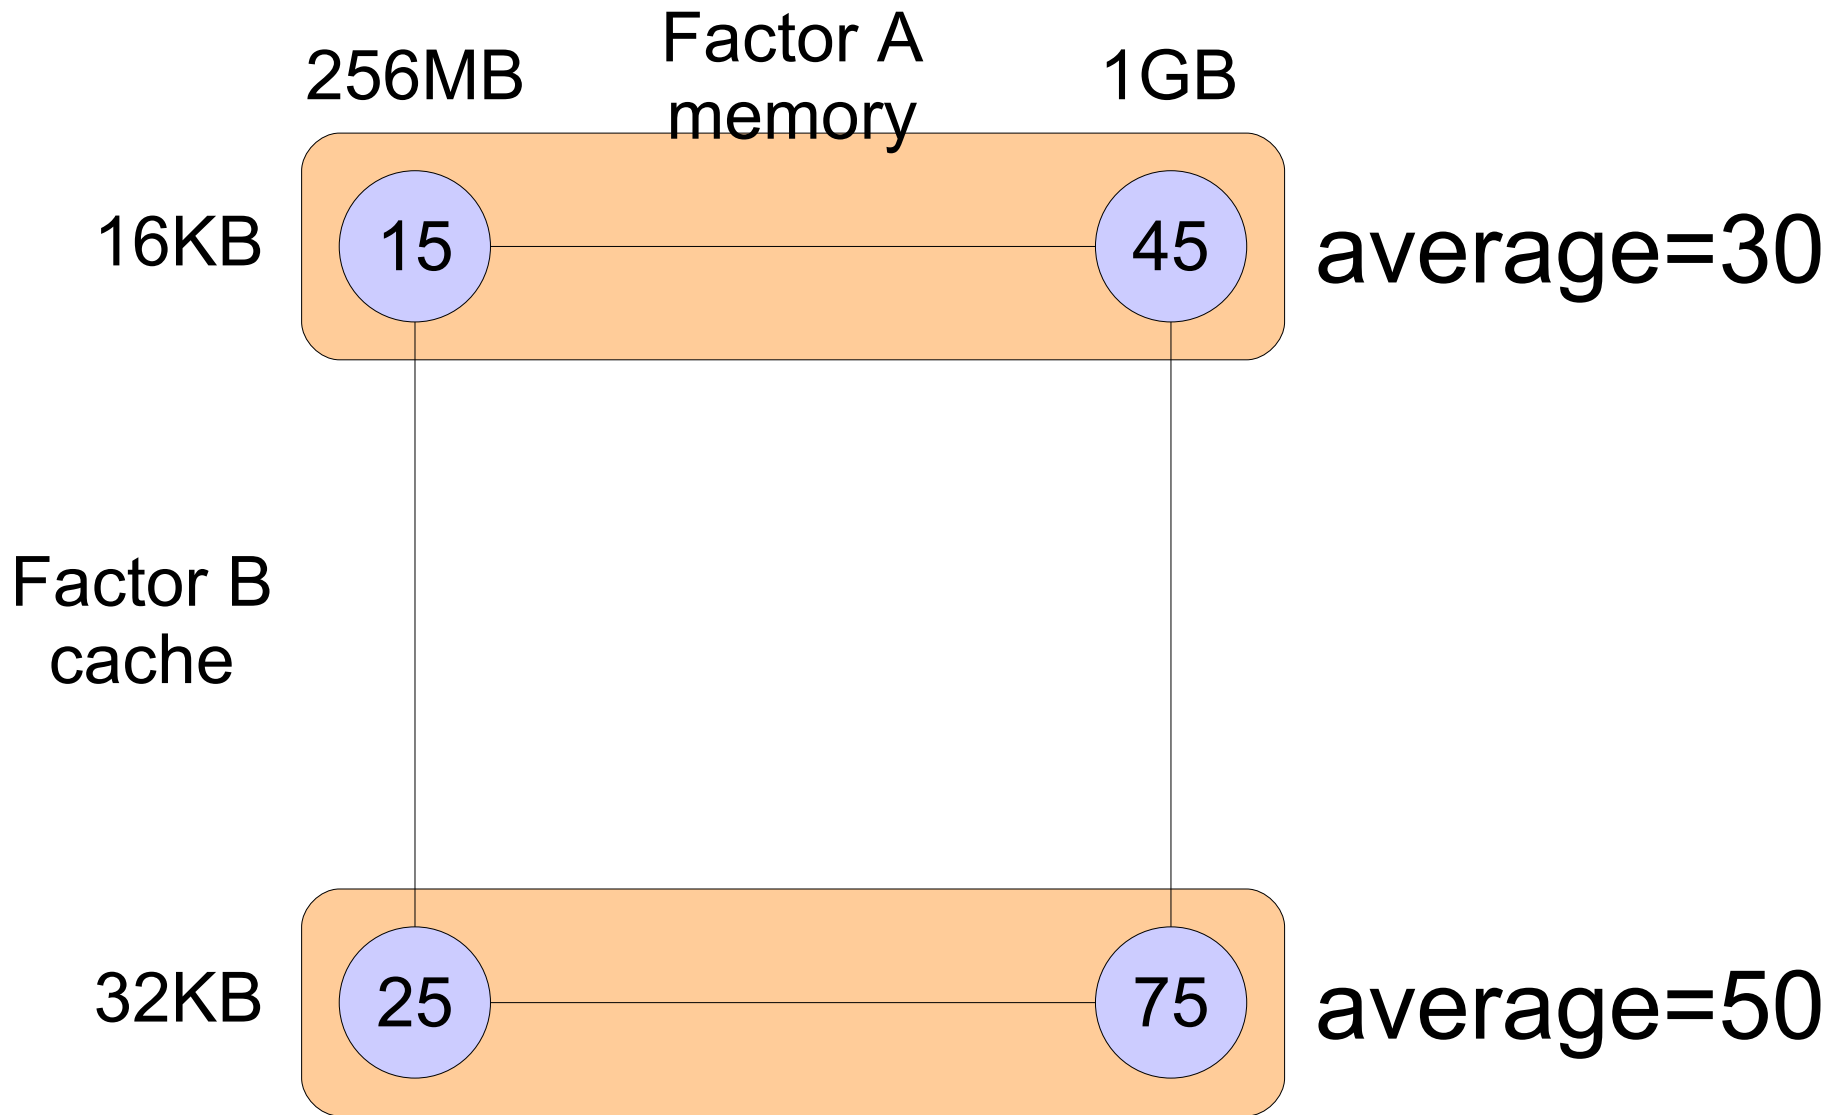 Factor A
memory
256MB
1GB
16KB
15
45
average=30
Factor B
cache
32KB
25
75
average=50